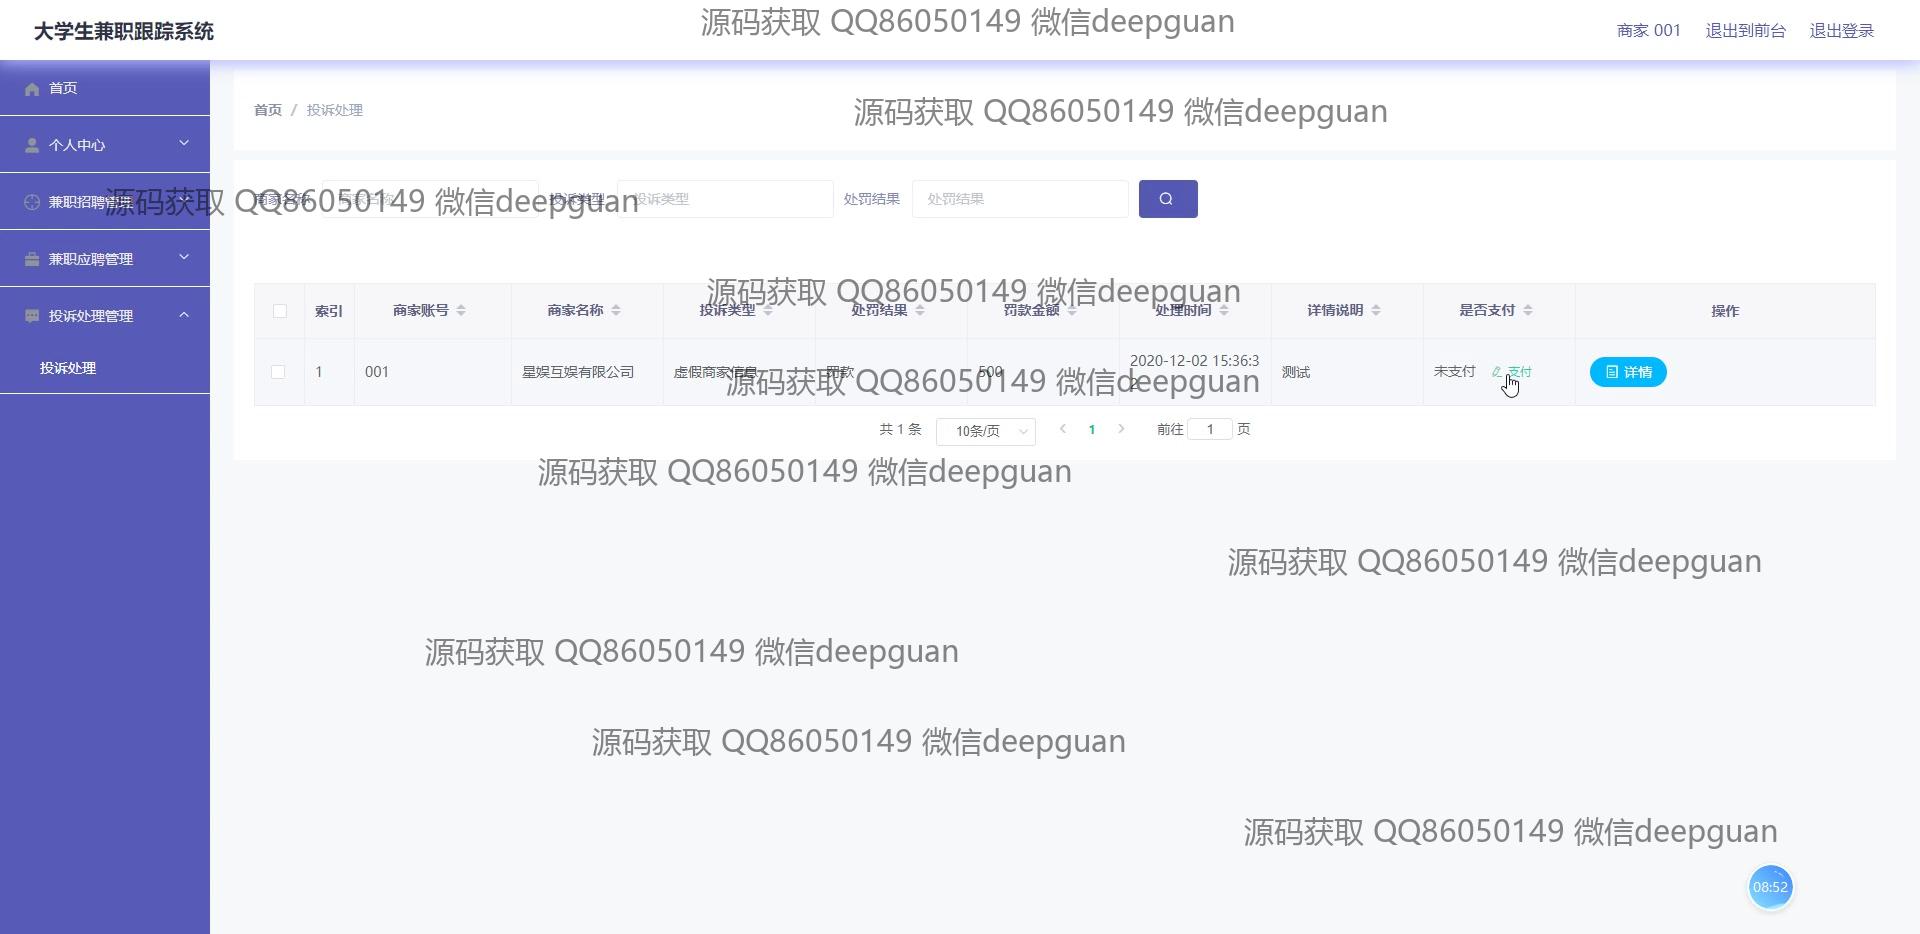 大学生兼职跟踪系统
源码获取 QQ86050149 微信deepguan
商家 001 退出到前台 退出登录
首页
个人中心
兼职招聘管理
兼职应聘管理
投诉处理管理
投诉处理
首页 / 投诉处理
源码获取 QQ86050149 微信deepguan
商家名称 商家名称 投诉类型 投诉类型 处罚结果 处罚结果
源码获取 QQ86050149 微信deepguan
源码获取 QQ86050149 微信deepguan
索引 商家账号 商家名称 投诉类型 处罚结果 罚款金额 处理时间 详情说明 是否支付 操作
1 001 星娱互娱有限公司 虚假商家信息 罚款 500 2020-12-02 15:36:3
2 测试 未支付 支付 详情
源码获取 QQ86050149 微信deepguan
共 1 条 10条/页 1 前往 1 页
源码获取 QQ86050149 微信deepguan
源码获取 QQ86050149 微信deepguan
源码获取 QQ86050149 微信deepguan
源码获取 QQ86050149 微信deepguan
源码获取 QQ86050149 微信deepguan
08:52